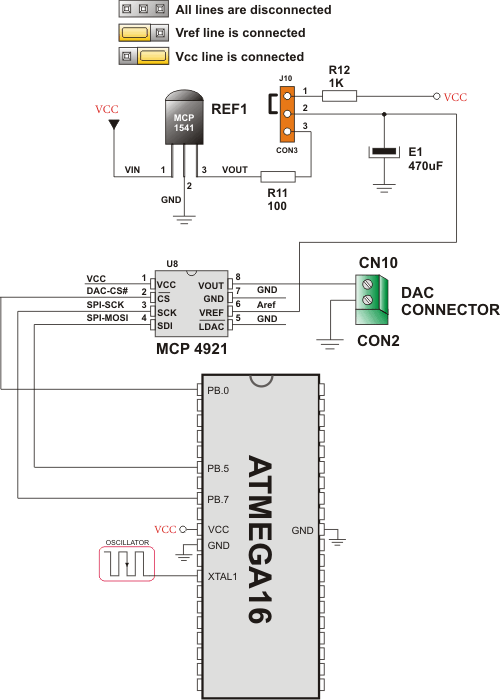 All lines are disconnected
Vref line is connected
Vcc line is connected
J10
R12
1K
VCC
1
2
3
CON3
VCC
MCP
1541
REF1
VIN
1
2
3
VOUT
GND
R11
100
E1
470uF
U8
VCC
DAC-CS#
SPI-SCK
SPI-MOSI
1
2
3
4
VCC
CS
SCK
SDI
VOUT
GND
VREF
LDAC
8
7
6
5
GND
Aref
GND
MCP 4921
CN10
DAC
CONNECTOR
CON2
PB.0
PB.5
PB.7
VCC
VCC
GND
GND
OSCILLATOR
XTAL1
ATMEGA16